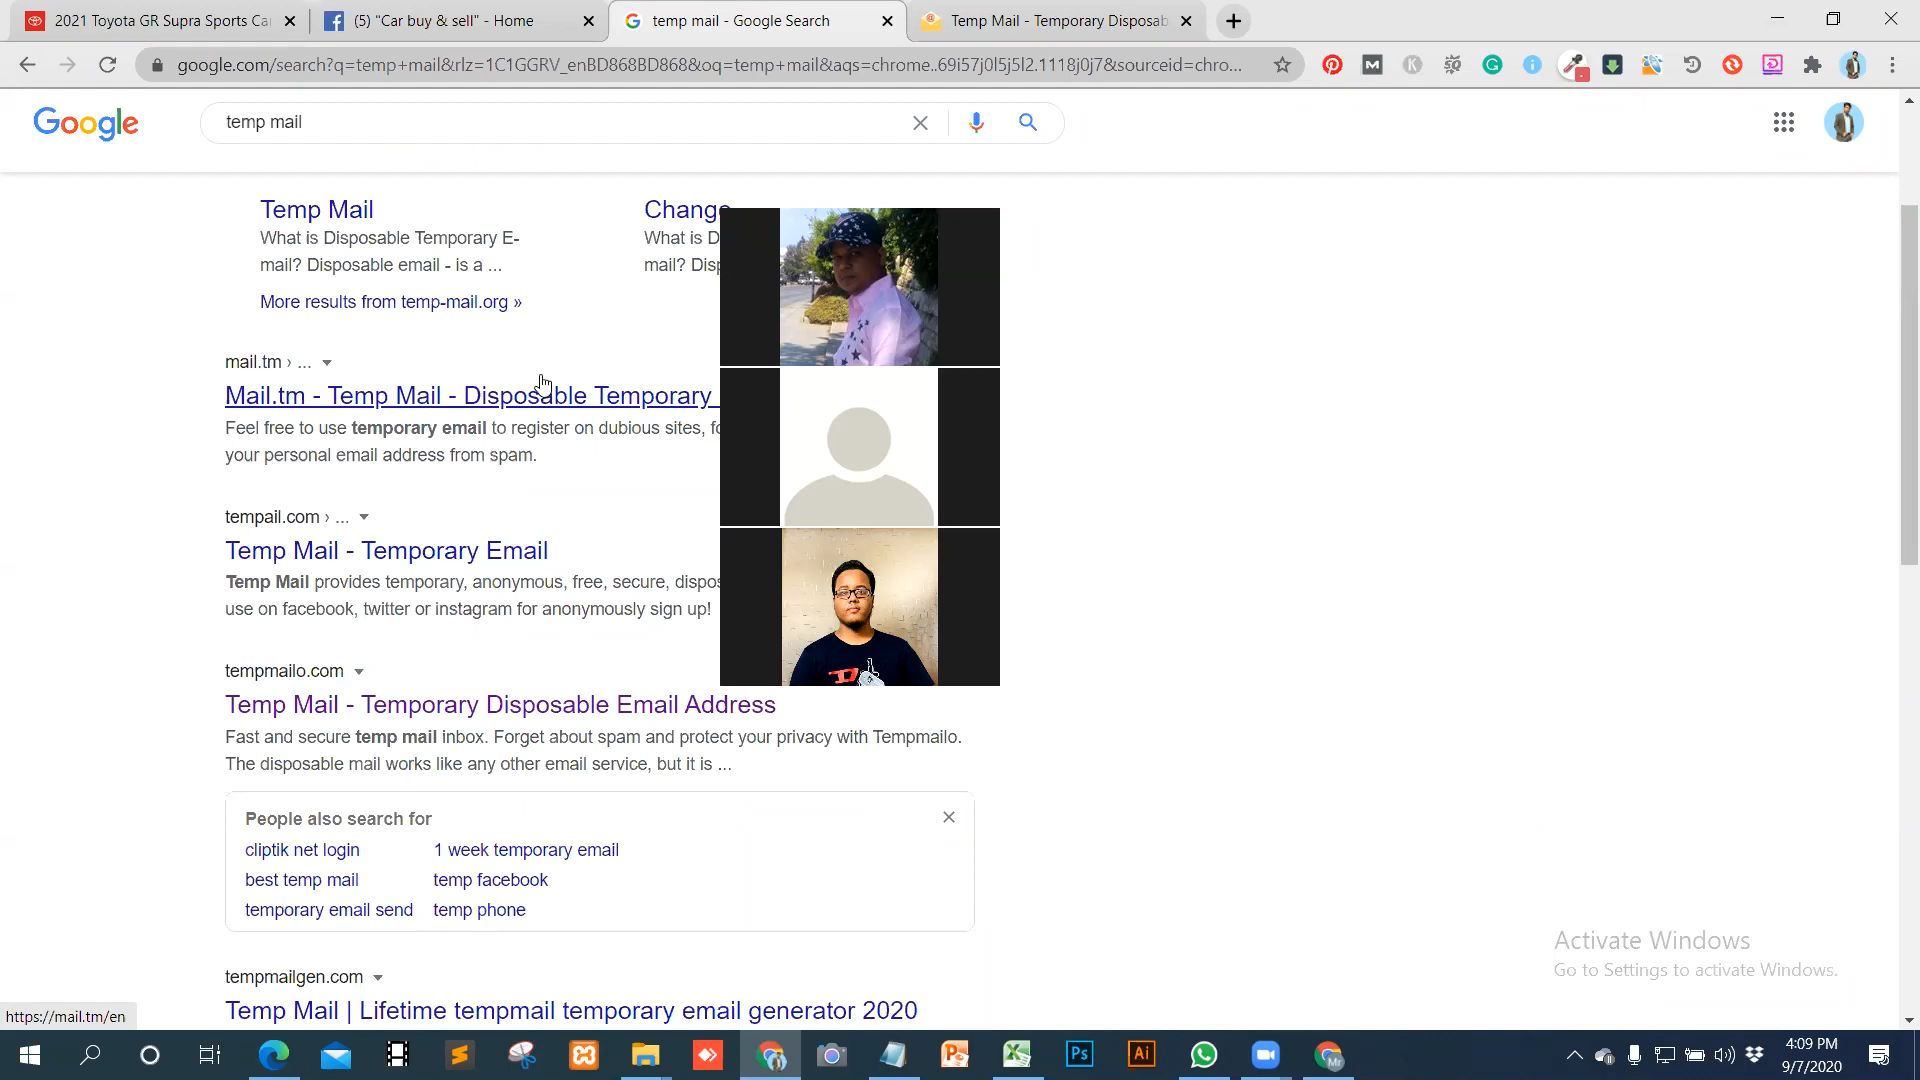 2021 Toyota GR Supra Sports Ca
(5) "Car buy & sell" - Home
temp mail - Google Search
Temp Mail - Temporary Disposab
google.com/search?q=temp+mail&rlz=1C1GGRV_enBD868BD868&oq=temp+mail&aqs=chrome..69i57j0l5j5l2.1118j0j7&sourceid=chro...
Google
temp mail
Temp Mail
What is Disposable Temporary E-
mail? Disposable email - is a ...
More results from temp-mail.org »
Change
What is D
mail? Disp
mail.tm › ...
Mail.tm - Temp Mail - Disposable Temporary
Feel free to use temporary email to register on dubious sites, fo
your personal email address from spam.
tempail.com › ...
Temp Mail - Temporary Email
Temp Mail provides temporary, anonymous, free, secure, dispos
use on facebook, twitter or instagram for anonymously sign up!
tempmailo.com
Temp Mail - Temporary Disposable Email Address
Fast and secure temp mail inbox. Forget about spam and protect your privacy with Tempmailo.
The disposable mail works like any other email service, but it is ...
People also search for
cliptik net login
1 week temporary email
best temp mail
temp facebook
temporary email send
temp phone
tempmailgen.com
Temp Mail | Lifetime tempmail temporary email generator 2020
Activate Windows
Go to Settings to activate Windows.
https://mail.tm/en
Ps
Ai
4:09 PM
9/7/2020